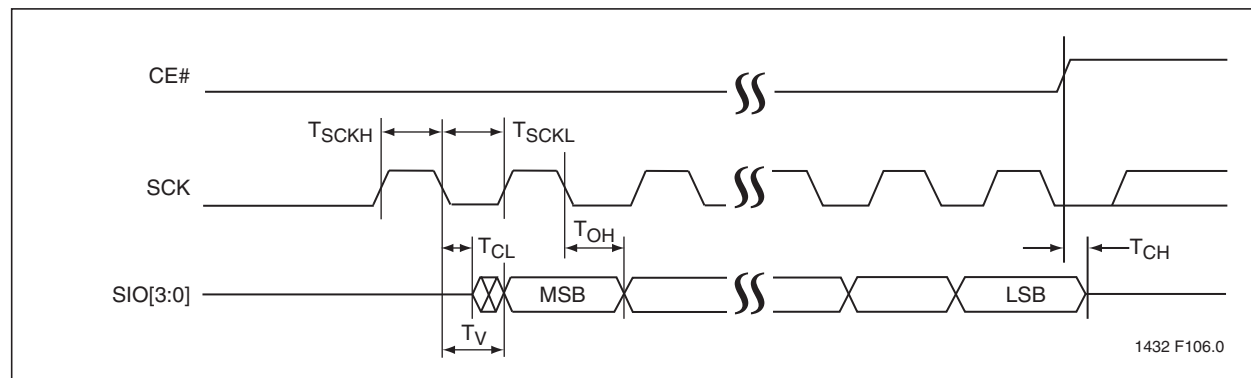 CE#
TSCKH
TSCKL
SCK
TOH
TCL
TCH
SIO[3:0]
MSB
LSB
TV
1432 F106.0